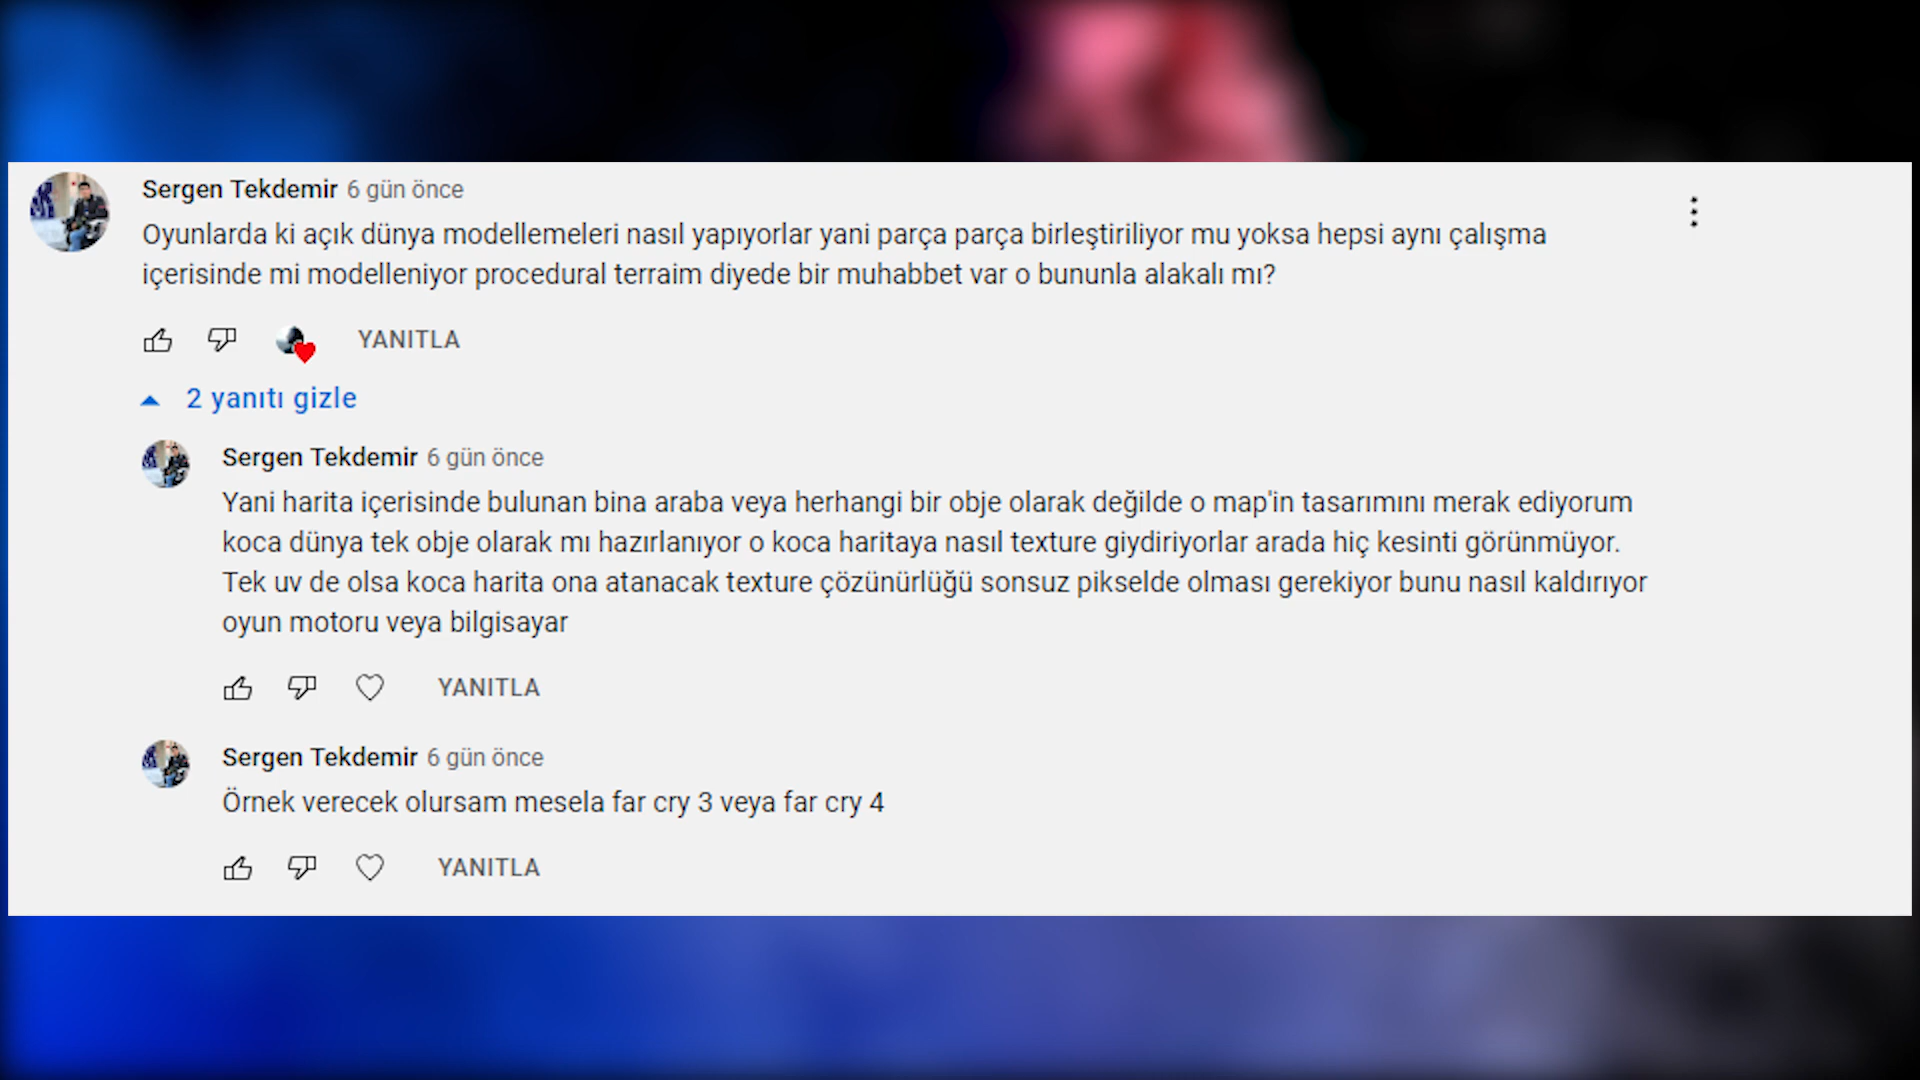 Sergen Tekdemir 6 gün önce
Oyunlarda ki açık dünya modellemeleri nasıl yapıyorlar yani parça parça birleştiriliyor mu yoksa hepsi aynı çalışma
içerisinde mi modelleniyor procedural terraim diyede bir muhabbet var o bununla alakalı mı?
YANITLA
2 yanıtı gizle
Sergen Tekdemir 6 gün önce
Yani harita içerisinde bulunan bina araba veya herhangi bir obje olarak değilde o map'in tasarımını merak ediyorum
koca dünya tek obje olarak mı hazırlanıyor o koca haritaya nasıl texture giydiriyorlar arada hiç kesinti görünmüyor.
Tek uv de olsa koca harita ona atanacak texture çözünürlüğü sonsuz pikselde olması gerekiyor bunu nasıl kaldırıyor
oyun motoru veya bilgisayar
YANITLA
Sergen Tekdemir 6 gün önce
Örnek verecek olursam mesela far cry 3 veya far cry 4
YANITLA